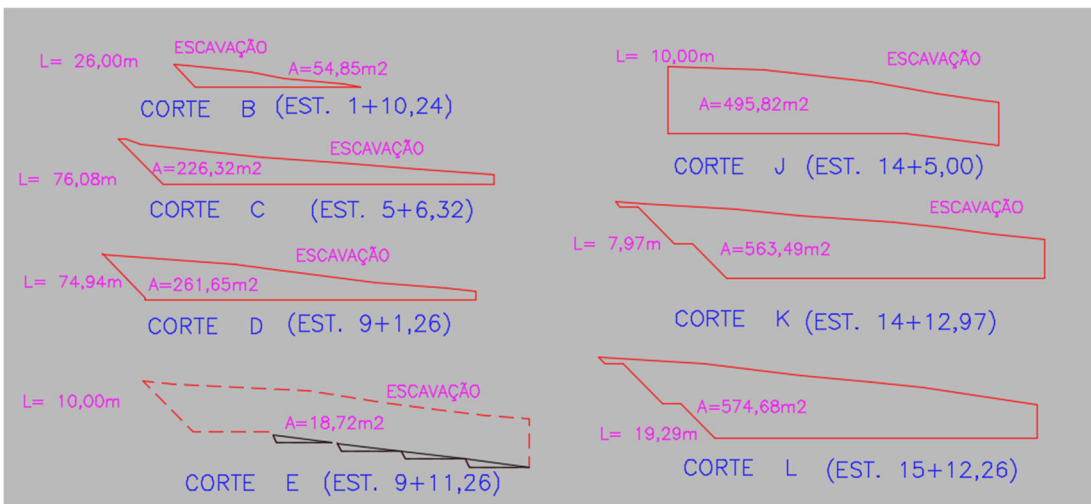 ESCAVAÇÃO
L= 26,00m
A=54,85m2
CORTE B (EST. 1+10,24)
ESCAVAÇÃO
A=226,32m2
L= 76,08m
CORTE C (EST. 5+6,32)
ESCAVAÇÃO
L= 74,94m
A=261,65m2
CORTE D (EST. 9+1,26)
ESCAVAÇÃO
L= 10,00m
A=18,72m2
CORTE E (EST. 9+11,26)
L= 10,00m
ESCAVAÇÃO
A=495,82m2
CORTE J (EST. 14+5,00)
ESCAVAÇÃO
L= 7,97m
A=563,49m2
CORTE K (EST. 14+12,97)
A=574,68m2
L= 19,29m
CORTE L (EST. 15+12,26)